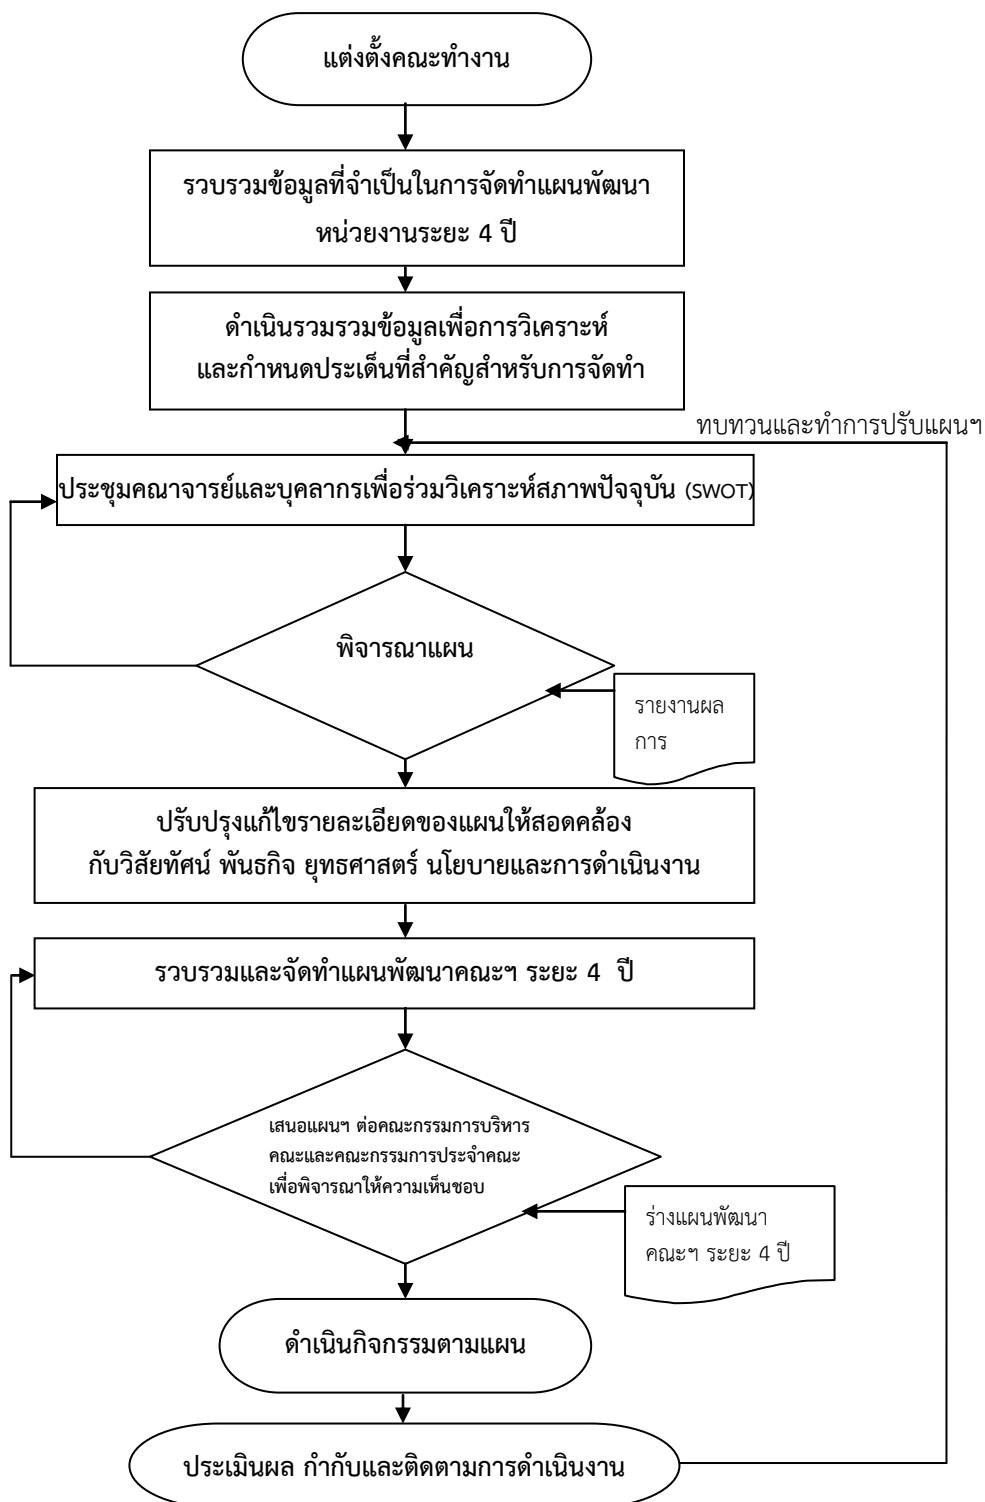 แต่งตั้งคณะทำงาน
รวบรวมข้อมูลที่จำเป็นในการจัดทำแผนพัฒนา
หน่วยงานระยะ 4 ปี
ดำเนินรวมรวมข้อมูลเพื่อการวิเคราะห์
และกำหนดประเด็นที่สำคัญสำหรับการจัดทำ
ทบทวนและทำการปรับแผนฯ
ประชุมคณาจารย์และบุคลากรเพื่อร่วมวิเคราะห์สภาพปัจจุบัน (SWOT)
พิจารณาแผน
รายงานผล
การ
ปรับปรุงแก้ไขรายละเอียดของแผนให้สอดคล้อง
กับวิสัยทัศน์ พันธกิจ ยุทธศาสตร์ นโยบายและการดำเนินงาน
รวบรวมและจัดทำแผนพัฒนาคณะฯ ระยะ 4 ปี
เสนอแผนฯ ต่อคณะกรรมการบริหาร
คณะและคณะกรรมการประจำคณะ
เพื่อพิจารณาให้ความเห็นชอบ
ร่างแผนพัฒนา
คณะฯ ระยะ 4 ปี
ดำเนินกิจกรรมตามแผน
ประเมินผล กำกับและติดตามการดำเนินงาน